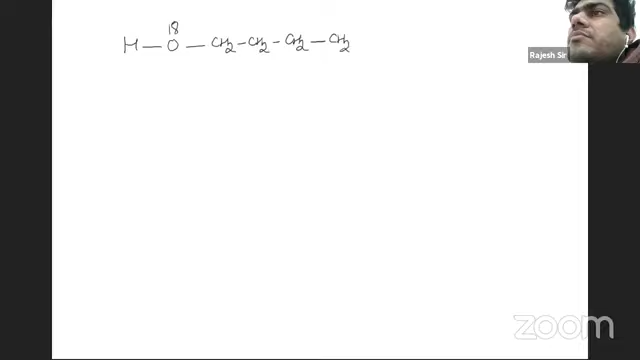 18
H — O — CH2 – CH2 – CH2 – CH2
Rajesh Sir
zoom